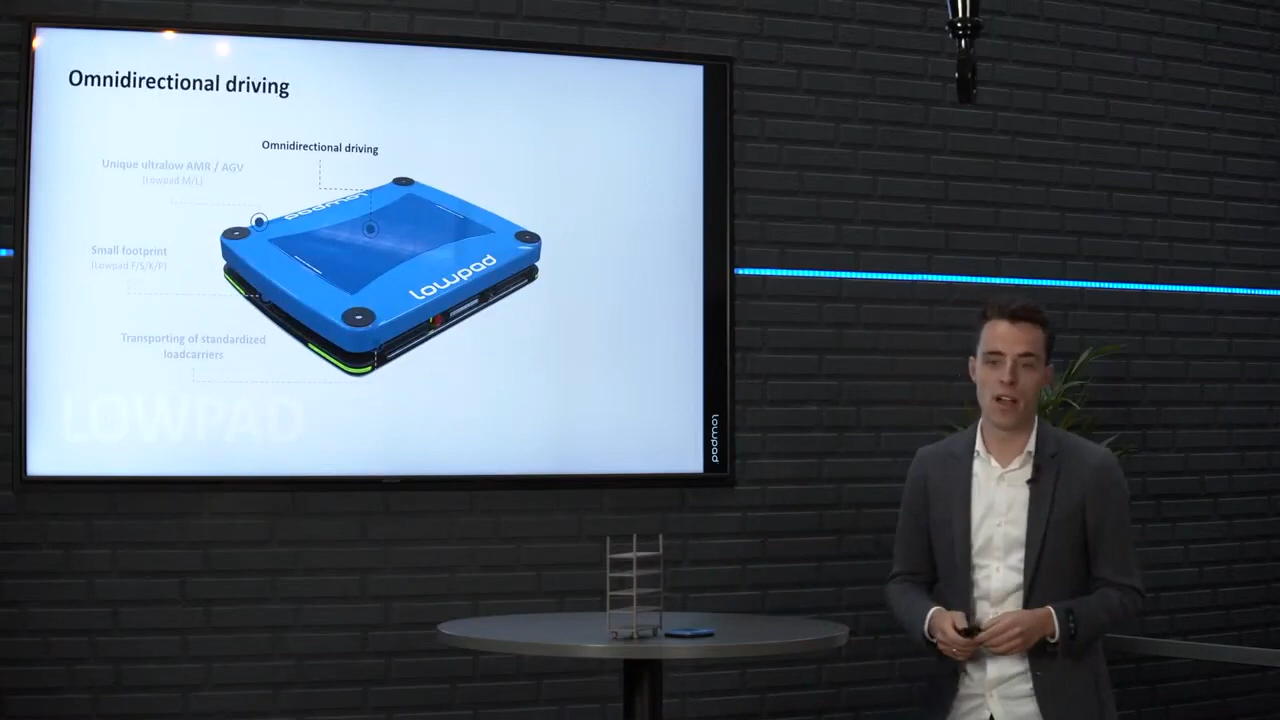 Omnidirectional driving
Omnidirectional driving
Unique ultralow AMR / AGV
(Lowpad M/L)
Small footprint
(Lowpad F/S/K/P)
Transporting of standardized
loadcarriers
LOWPAD
lowpad
lowpad
lowpad